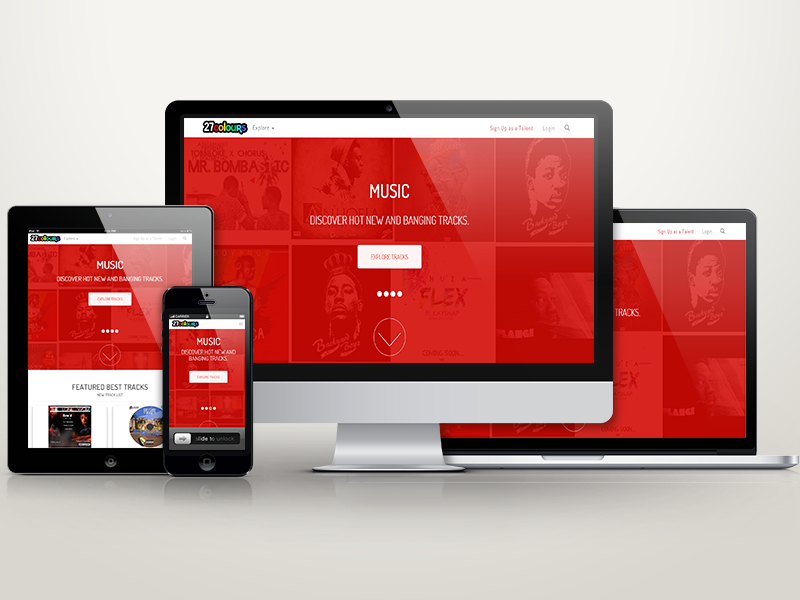 27colours Explore
Sign Up as a Talent Login
MR. BOMBASTIC
MUSIC
DISCOVER HOT NEW AND BANGING TRACKS.
EXPLORE TRACKS
FLEX
COMING SOON...
27colours Explore
MUSIC
DISCOVER HOT NEW AND BANGING TRACKS.
EXPLORE TRACKS
FEATURED BEST TRACKS
NEW TRACK LIST
27colours
MUSIC
DISCOVER HOT NEW AND
BANGING TRACKS.
EXPLORE TRACKS
slide to unlock
Sign Up as a Talent Login
TRACKS.
FLEX
COMING SOON...